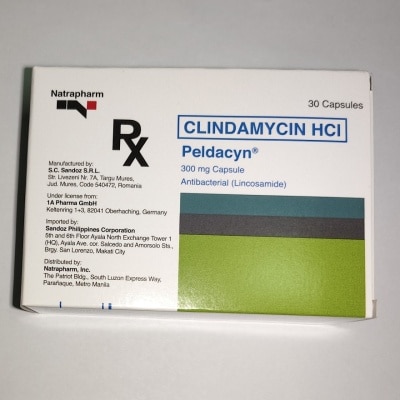 Natrapharm
30 Capsules
Rx
CLINDAMYCIN HCl
Peldacyn®
300 mg Capsule
Antibacterial (Lincosamide)
Manufactured by:
S.C. Sandoz S.R.L.
Str. Livezeni Nr. 7A, Targu Mures,
Jud. Mures, Code 540472, Romania
Under license from:
1A Pharma GmbH
Keltenring 1+3, 82041 Oberhaching, Germany
Imported by:
Sandoz Philippines Corporation
5th and 6th Floor Ayala North Exchange Tower 1
(HQ), Ayala Ave. cor. Salcedo and Amorsolo Sts.,
Brgy. San Lorenzo, Makati City
Distributed by:
Natrapharm, Inc.
The Patriot Bldg., South Luzon Express Way,
Parañaque, Metro Manila